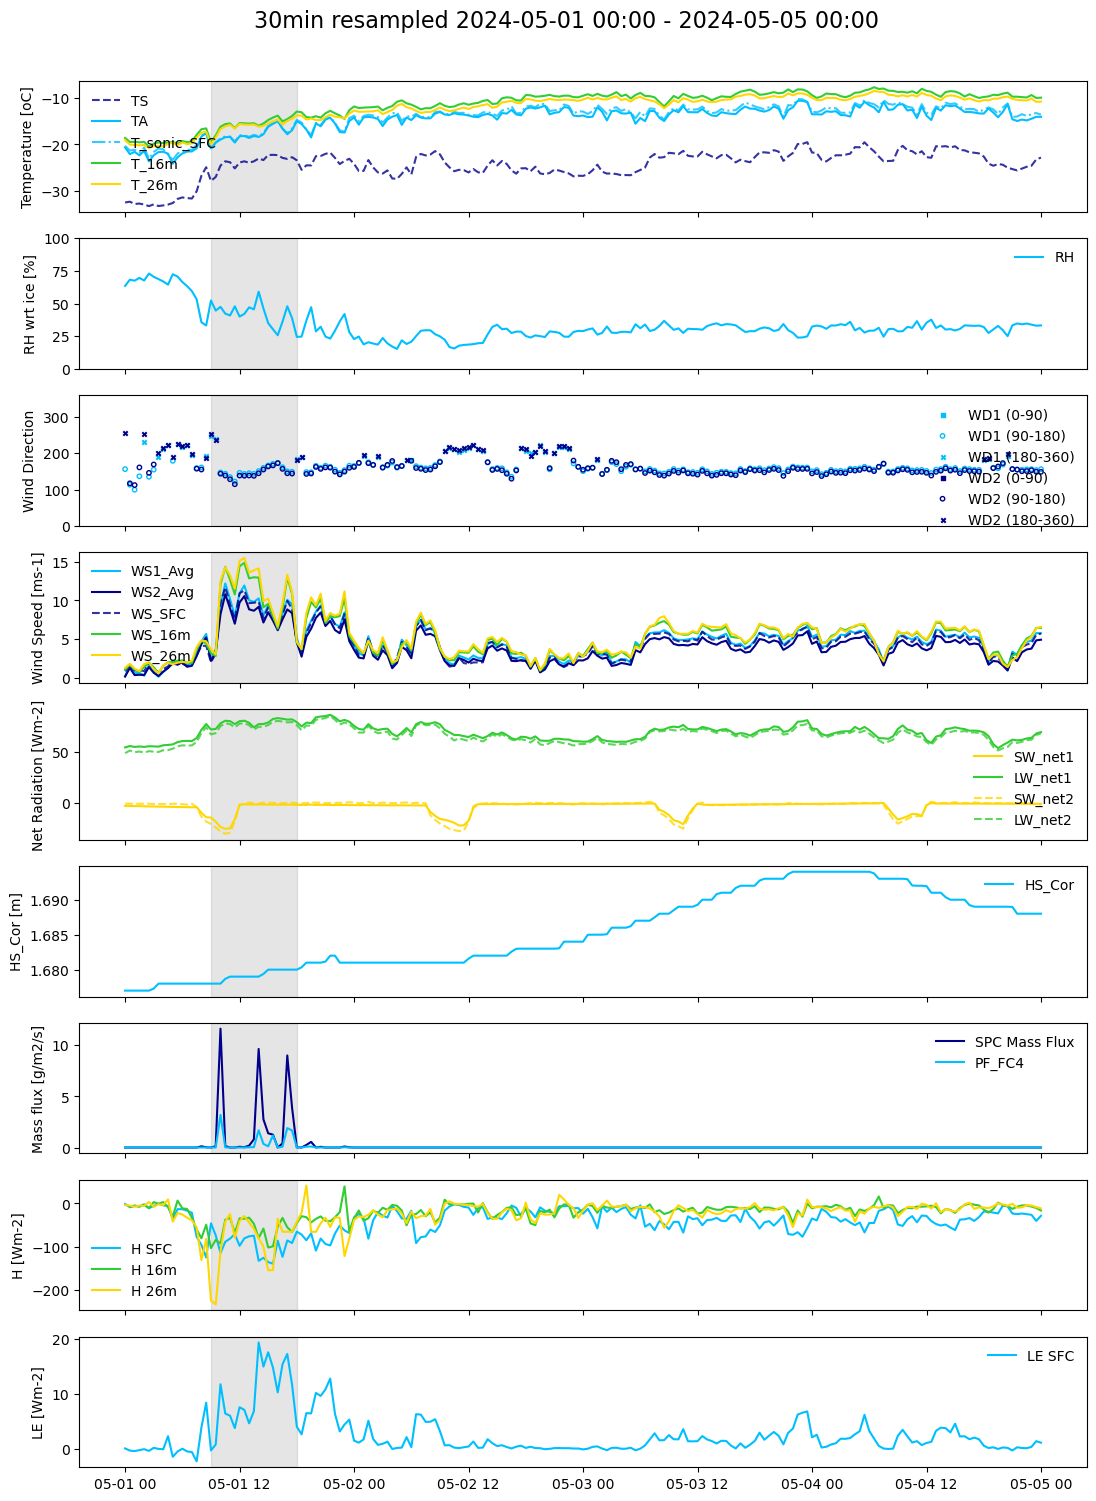 30min resampled 2024-05-01 00:00 - 2024-05-05 00:00
Temperature [oC]
−10
−20
−30
TS
TA
T_sonic_SFC
T_16m
T_26m
RH wrt ice [%]
100
75
50
25
0
RH
Wind Direction
300
200
100
0
WD1 (0-90)
WD1 (90-180)
WD1 (180-360)
WD2 (0-90)
WD2 (90-180)
WD2 (180-360)
Wind Speed [ms-1]
15
10
5
0
WS1_Avg
WS2_Avg
WS_SFC
WS_16m
WS_26m
Net Radiation [Wm-2]
50
0
SW_net1
LW_net1
SW_net2
LW_net2
HS_Cor [m]
1.690
1.685
1.680
HS_Cor
Mass flux [g/m2/s]
10
5
0
SPC Mass Flux
PF_FC4
H [Wm-2]
0
−100
−200
H SFC
H 16m
H 26m
LE [Wm-2]
20
10
0
LE SFC
05-01 00
05-01 12
05-02 00
05-02 12
05-03 00
05-03 12
05-04 00
05-04 12
05-05 00